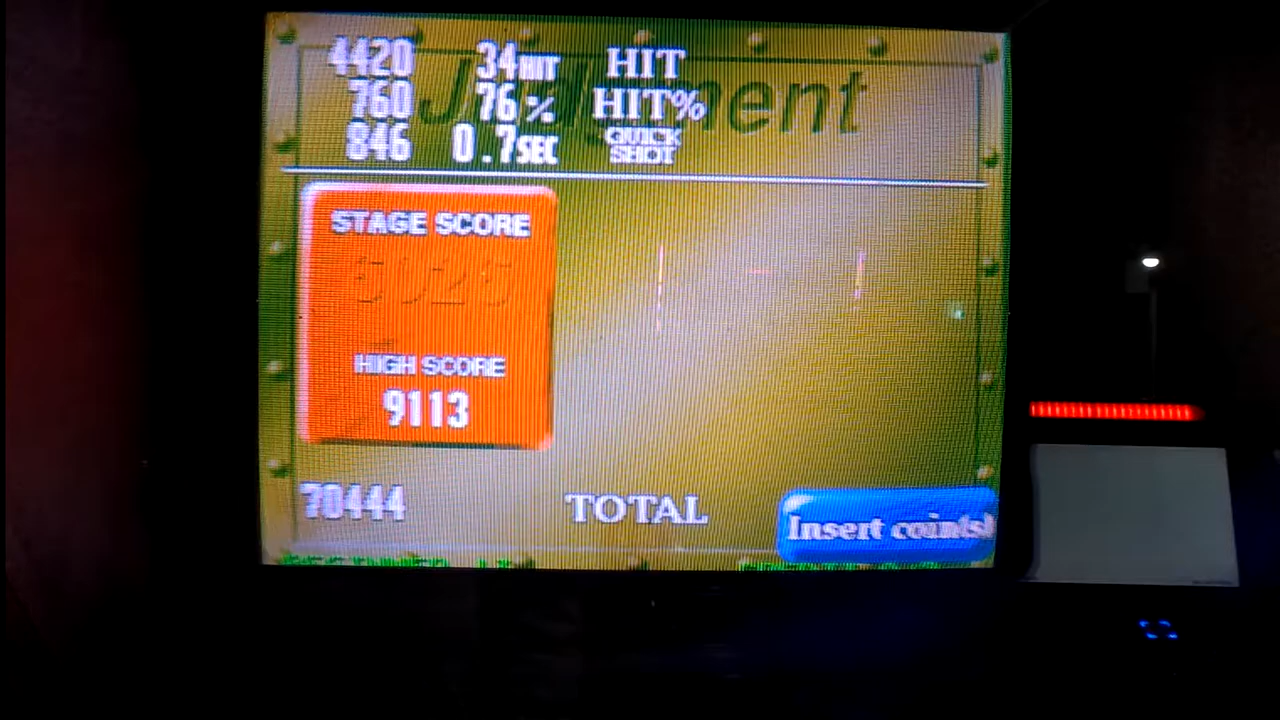 4420 34HIT HIT
760 76% HIT%
846 0.7SEC QUICK SHOT
STAGE SCORE
HIGH SCORE
9113
70444 TOTAL
Insert coin(s)!